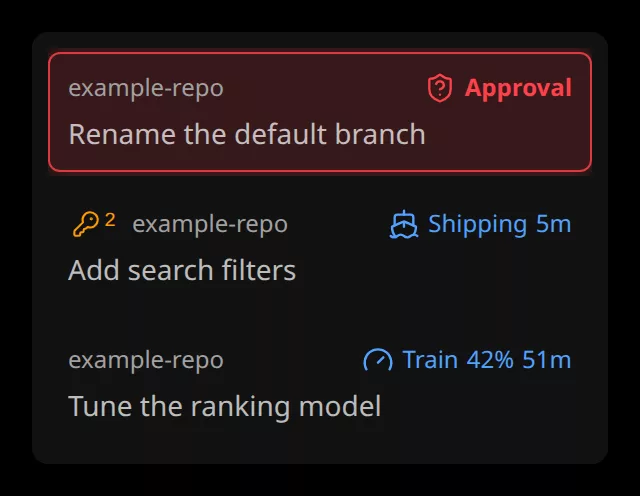 example-repo Approval
Rename the default branch
2 example-repo Shipping 5m
Add search filters
example-repo Train 42% 51m
Tune the ranking model